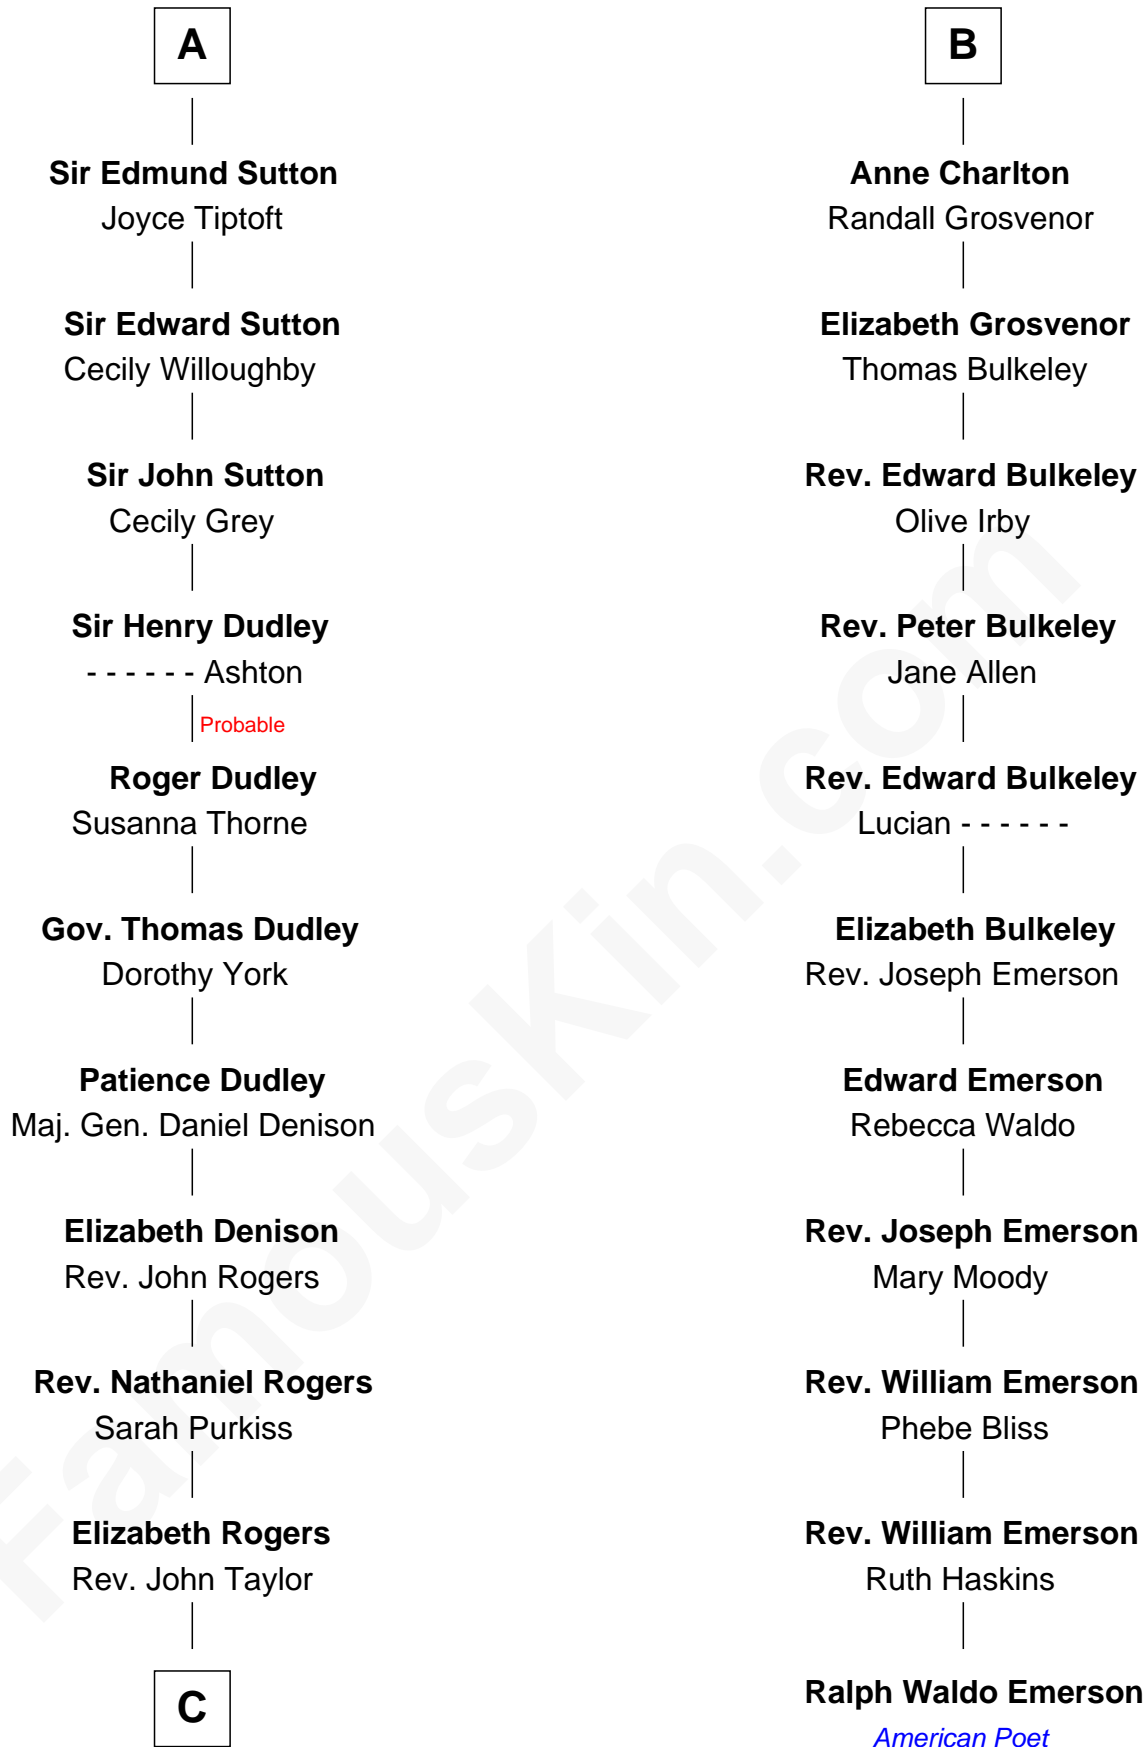 A
Sir Edmund Sutton
Joyce Tiptoft
Sir Edward Sutton
Cecily Willoughby
Sir John Sutton
Cecily Grey
Sir Henry Dudley
- - - - - - Ashton
Probable
Roger Dudley
Susanna Thorne
Gov. Thomas Dudley
Dorothy York
Patience Dudley
Maj. Gen. Daniel Denison
Elizabeth Denison
Rev. John Rogers
Rev. Nathaniel Rogers
Sarah Purkiss
Elizabeth Rogers
Rev. John Taylor
C
B
Anne Charlton
Randall Grosvenor
Elizabeth Grosvenor
Thomas Bulkeley
Rev. Edward Bulkeley
Olive Irby
Rev. Peter Bulkeley
Jane Allen
Rev. Edward Bulkeley
Lucian - - - - - -
Elizabeth Bulkeley
Rev. Joseph Emerson
Edward Emerson
Rebecca Waldo
Rev. Joseph Emerson
Mary Moody
Rev. William Emerson
Phebe Bliss
Rev. William Emerson
Ruth Haskins
Ralph Waldo Emerson
American Poet
FamousKin.com